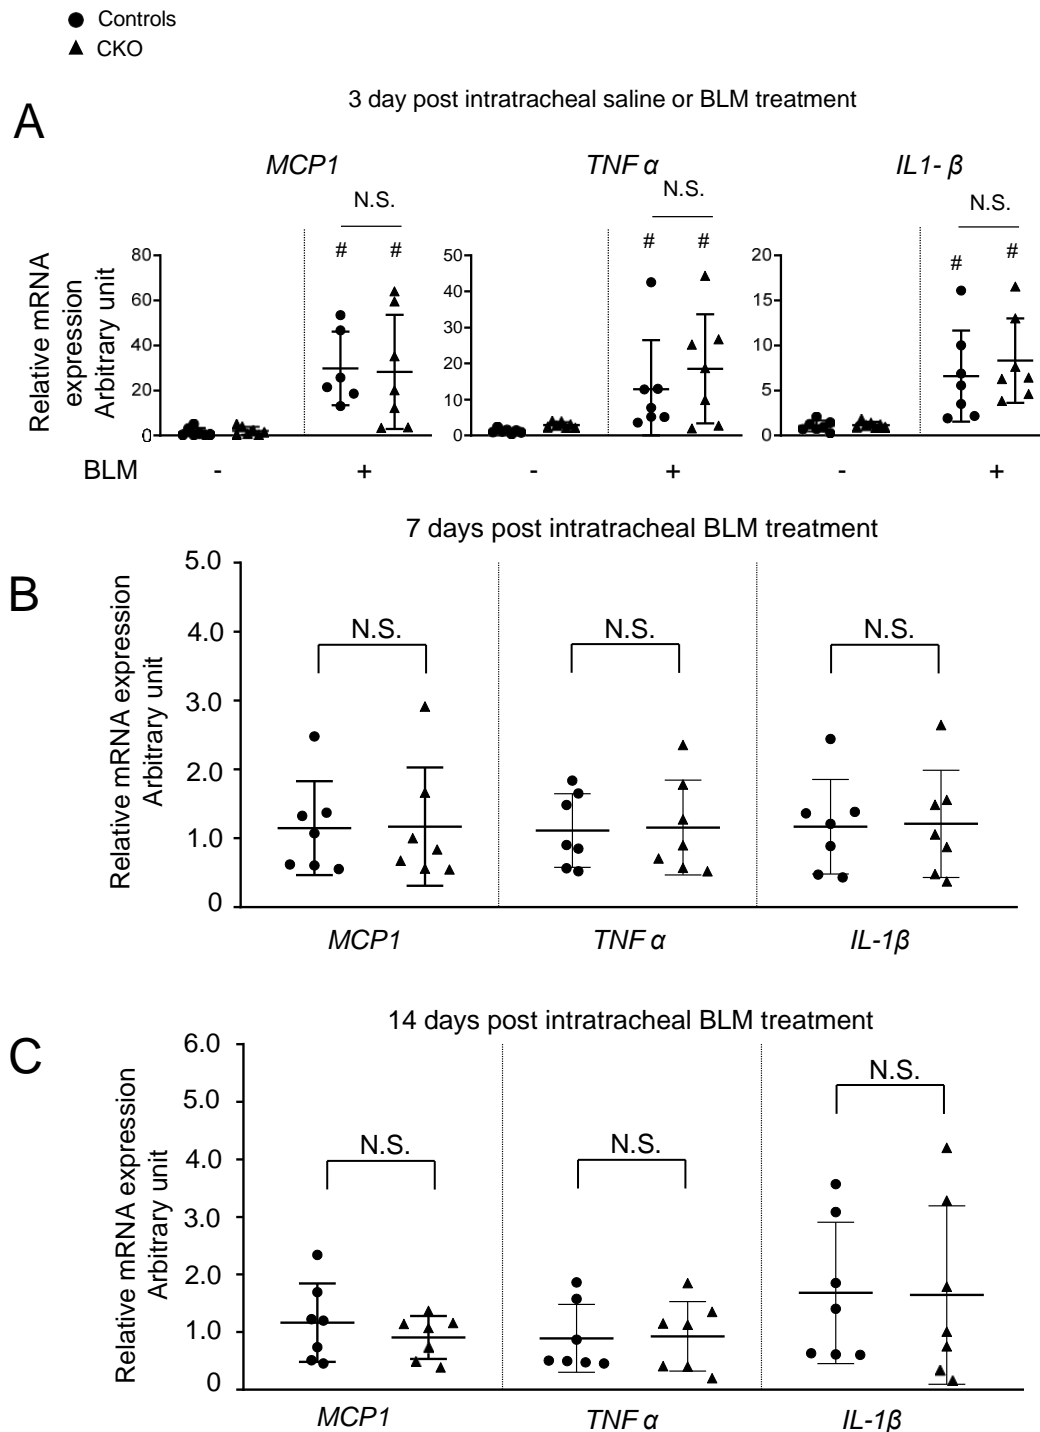 Controls
CKO
3 day post intratracheal saline or BLM treatment
A
MCP1
TNF α
IL1- β
N.S.
N.S.
N.S.
# #
# #
# #
Relative mRNA
expression
Arbitrary unit
80
60
40
20
0
50
40
30
20
10
0
20
15
10
5
0
BLM - + - + - +
7 days post intratracheal BLM treatment
B
Relative mRNA expression
Arbitrary unit
5.0
4.0
3.0
2.0
1.0
0
N.S. N.S. N.S.
MCP1 TNF α IL-1β
14 days post intratracheal BLM treatment
C
Relative mRNA expression
Arbitrary unit
6.0
5.0
4.0
3.0
2.0
1.0
0
N.S. N.S. N.S.
MCP1 TNF α IL-1β